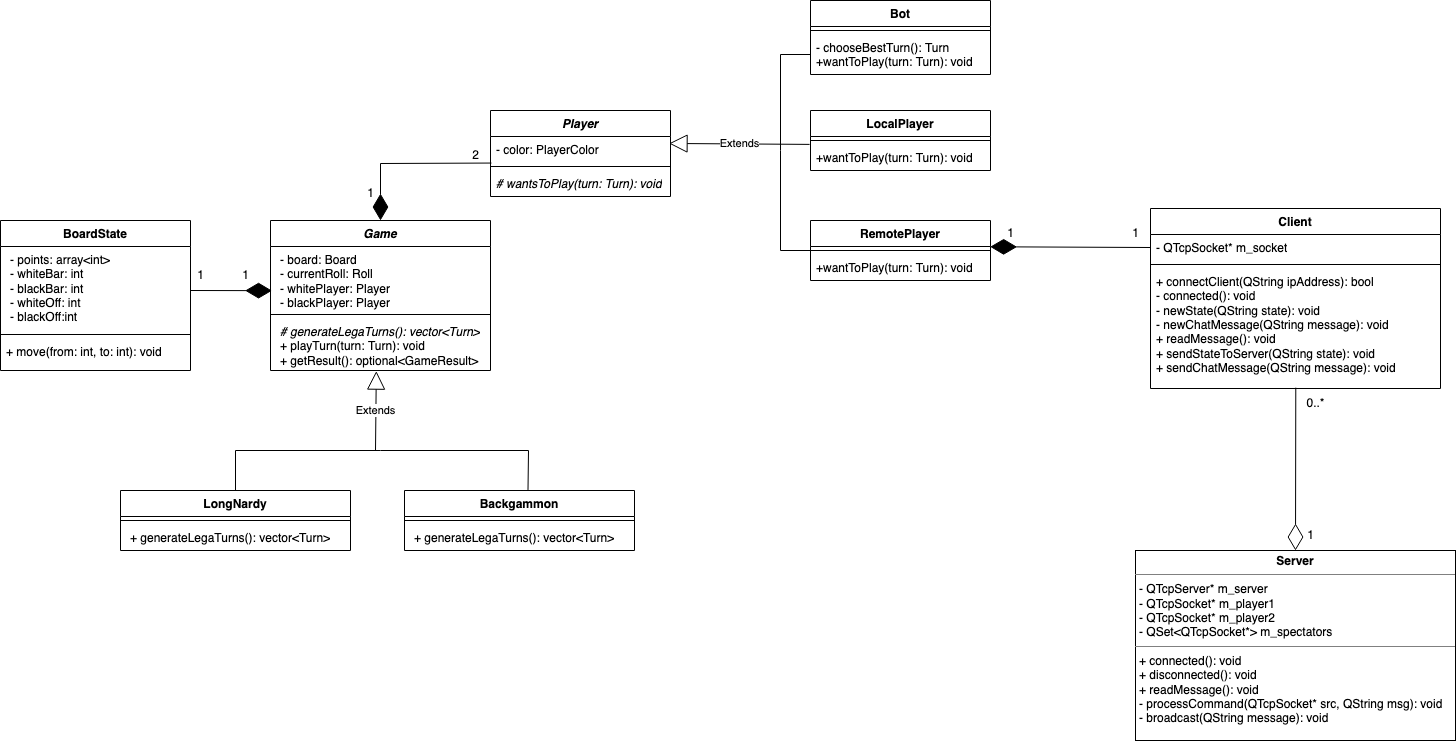 Bot
- chooseBestTurn(): Turn
+wantToPlay(turn: Turn): void
LocalPlayer
+wantToPlay(turn: Turn): void
Player
- color: PlayerColor
# wantsToPlay(turn: Turn): void
Extends
2
1
RemotePlayer
+wantToPlay(turn: Turn): void
1
1
Client
- QTcpSocket* m_socket
+ connectClient(QString ipAddress): bool
- connected(): void
- newState(QString state): void
- newChatMessage(QString message): void
+ readMessage(): void
+ sendStateToServer(QString state): void
+ sendChatMessage(QString message): void
BoardState
- points: array<int>
- whiteBar: int
- blackBar: int
- whiteOff: int
- blackOff:int
+ move(from: int, to: int): void
1
1
Game
- board: Board
- currentRoll: Roll
- whitePlayer: Player
- blackPlayer: Player
# generateLegaTurns(): vector<Turn>
+ playTurn(turn: Turn): void
+ getResult(): optional<GameResult>
Extends
0..*
LongNardy
+ generateLegaTurns(): vector<Turn>
Backgammon
+ generateLegaTurns(): vector<Turn>
1
Server
- QTcpServer* m_server
- QTcpSocket* m_player1
- QTcpSocket* m_player2
- QSet<QTcpSocket*> m_spectators
+ connected(): void
+ disconnected(): void
+ readMessage(): void
- processCommand(QTcpSocket* src, QString msg): void
- broadcast(QString message): void